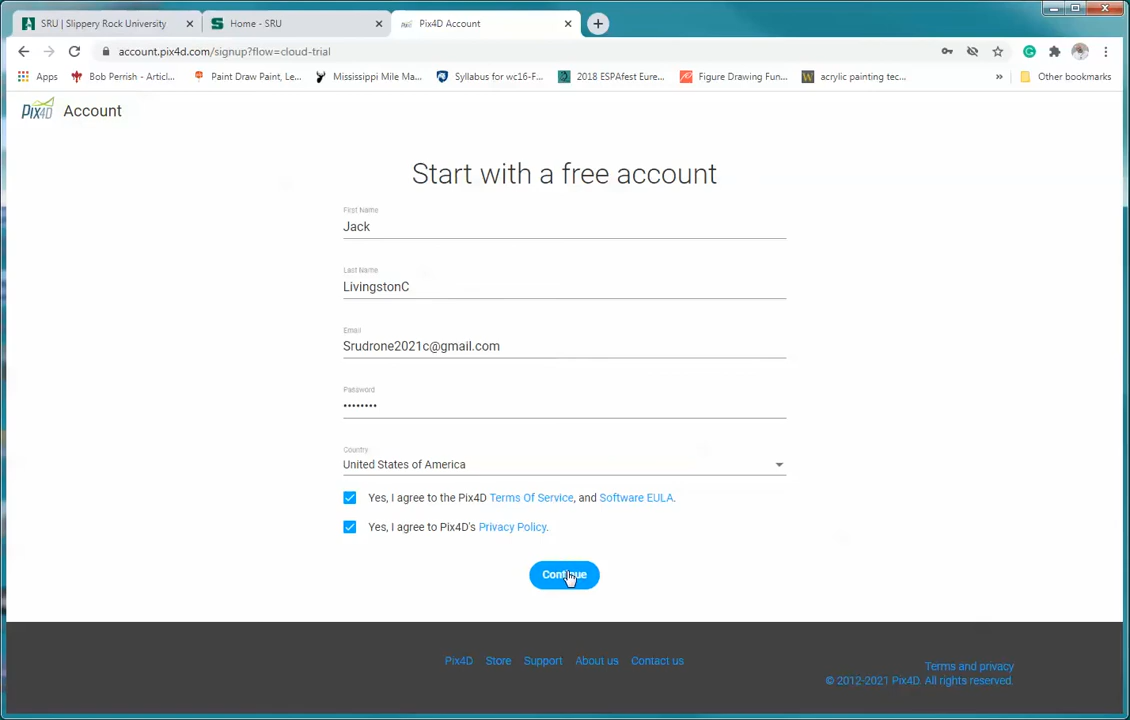 SRU | Slippery Rock University
Home - SRU
Pix4D Account
account.pix4d.com/signup?flow=cloud-trial
Apps
Bob Perrish - Articl...
Paint Draw Paint, Le...
Mississippi Mile Ma...
Syllabus for wc16-F...
2018 ESPAfest Eure...
Figure Drawing Fun...
acrylic painting tec...
»
Other bookmarks
PIX4D Account
Start with a free account
First Name
Jack
Last Name
LivingstonC
Email
Srudrone2021c@gmail.com
Password
••••••••
Country
United States of America
Yes, I agree to the Pix4D Terms Of Service, and Software EULA.
Yes, I agree to Pix4D's Privacy Policy.
Continue
Pix4D Store Support About us Contact us
Terms and privacy
© 2012-2021 Pix4D. All rights reserved.